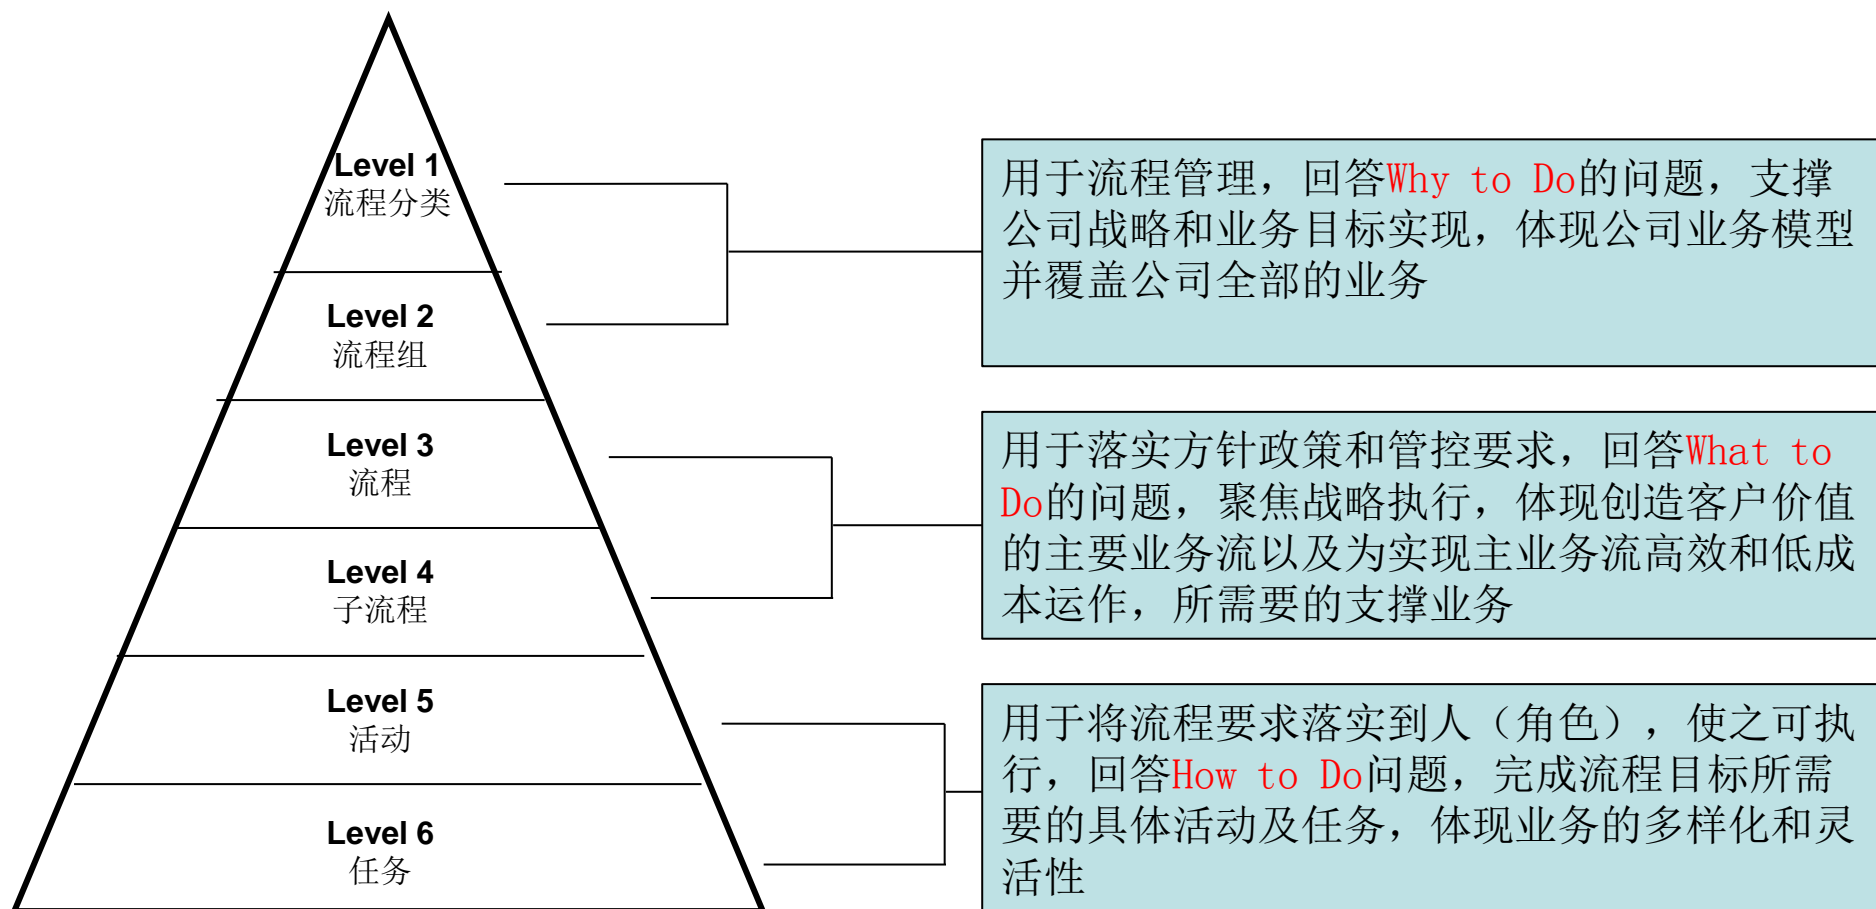 Level 1
流程分类
Level 2
流程组
Level 3
流程
Level 4
子流程
Level 5
活动
Level 6
任务
用于流程管理，回答Why to Do的问题，支撑
公司战略和业务目标实现，体现公司业务模型
并覆盖公司全部的业务
用于落实方针政策和管控要求，回答What to
Do的问题，聚焦战略执行，体现创造客户价值
的主要业务流以及为实现主业务流高效和低成
本运作，所需要的支撑业务
用于将流程要求落实到人（角色），使之可执
行，回答How to Do问题，完成流程目标所需
要的具体活动及任务，体现业务的多样化和灵
活性